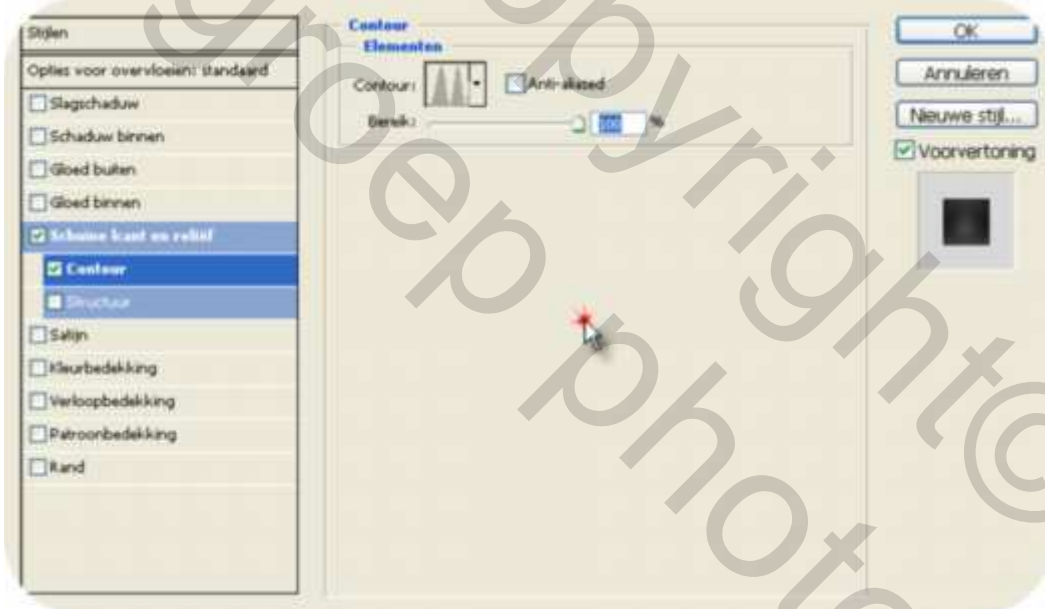 Stijlen
Opties voor overvloeien: standaard
Slagschaduw
Schaduw binnen
Gloed buiten
Gloed binnen
Schuine kant en reliëf
Contour
Structuur
Satijn
Kleurbedekking
Verloopbedekking
Patroonbedekking
Rand
Contour
Elementen
Contour:
Anti-aliased
Bereik: 100 %
OK
Annuleren
Nieuwe stijl...
Voorvertoning